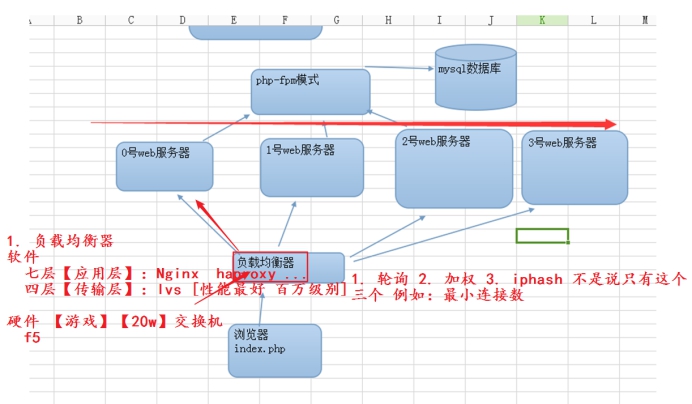 A B C D E F G H I J K L M
mysql数据库
php-fpm模式
0号web服务器
1号web服务器
2号web服务器
3号web服务器
1. 负载均衡器
软件
七层【应用层】: Nginx haproxy ...
四层【传输层】: lvs [性能最好 百万级别]
硬件 【游戏】【20w】交换机
f5
负载均衡器
1. 轮询 2. 加权 3. iphash 不是说只有这个
三个 例如: 最小连接数
浏览器
index.php